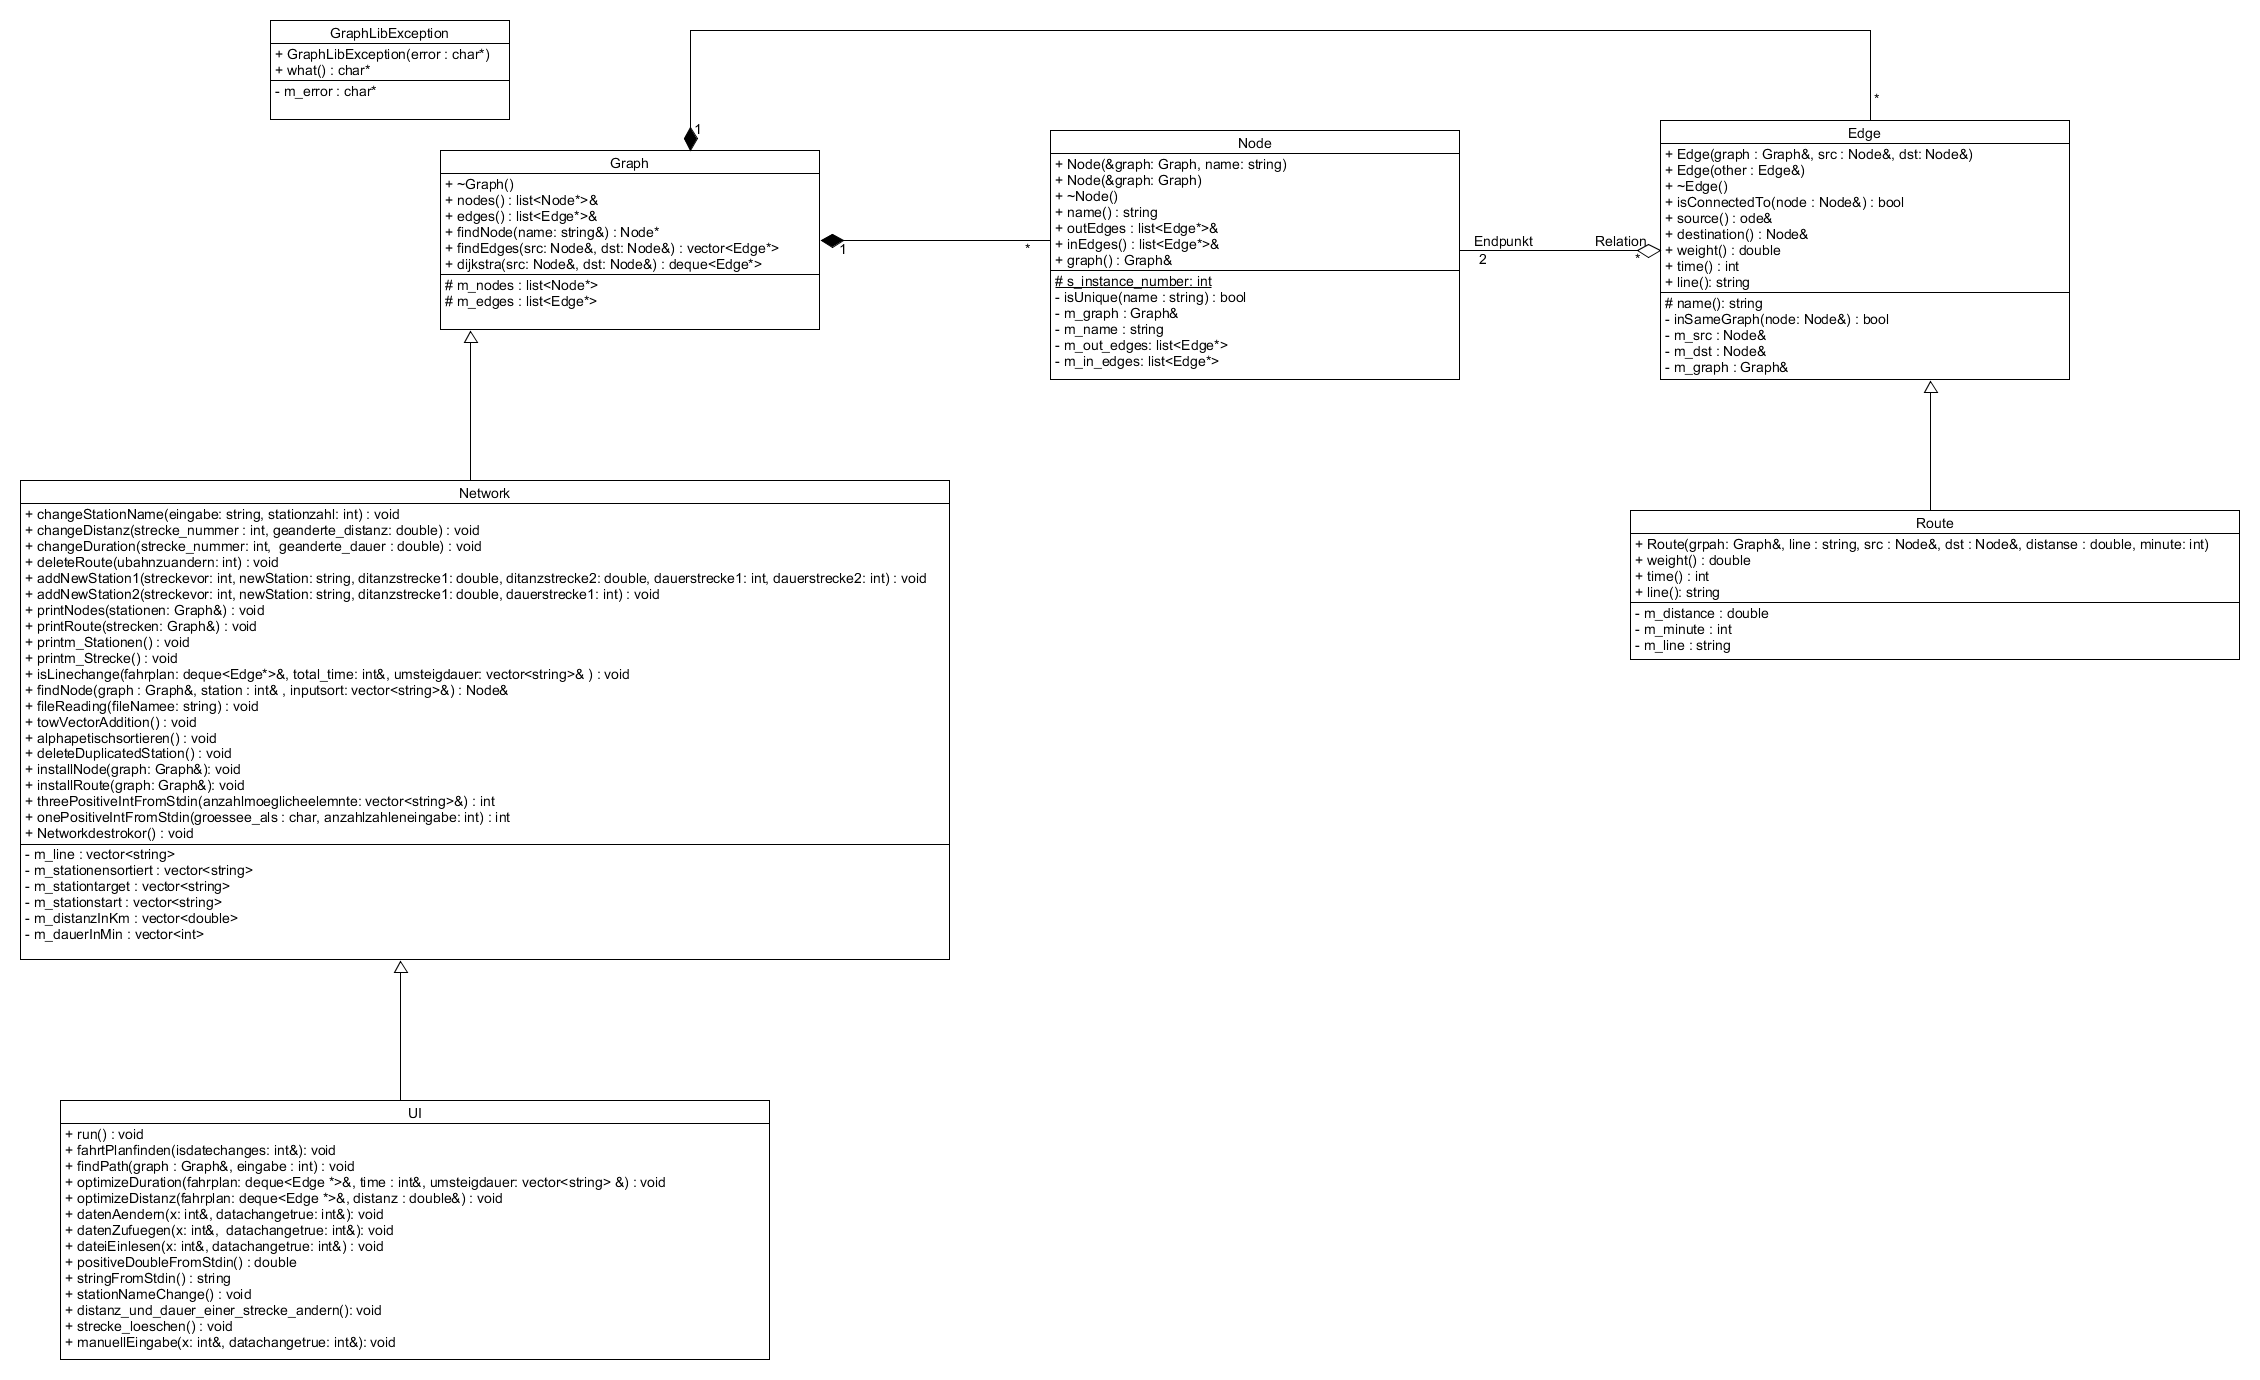 GraphLibException
+ GraphLibException(error : char*)
+ what() : char*
- m_error : char*
1
*
Graph
+ ~Graph()
+ nodes() : list<Node*>&
+ edges() : list<Edge*>&
+ findNode(name: string&) : Node*
+ findEdges(src: Node&, dst: Node&) : vector<Edge*>
+ dijkstra(src: Node&, dst: Node&) : deque<Edge*>
# m_nodes : list<Node*>
# m_edges : list<Edge*>
1
*
Node
+ Node(&graph: Graph, name: string)
+ Node(&graph: Graph)
+ ~Node()
+ name() : string
+ outEdges : list<Edge*>&
+ inEdges() : list<Edge*>&
+ graph() : Graph&
# s_instance_number: int
- isUnique(name : string) : bool
- m_graph : Graph&
- m_name : string
- m_out_edges: list<Edge*>
- m_in_edges: list<Edge*>
Endpunkt
2
Relation
*
Edge
+ Edge(graph : Graph&, src : Node&, dst: Node&)
+ Edge(other : Edge&)
+ ~Edge()
+ isConnectedTo(node : Node&) : bool
+ source() : ode&
+ destination() : Node&
+ weight() : double
+ time() : int
+ line(): string
# name(): string
- inSameGraph(node: Node&) : bool
- m_src : Node&
- m_dst : Node&
- m_graph : Graph&
Network
+ changeStationName(eingabe: string, stationzahl: int) : void
+ changeDistanz(strecke_nummer : int, geanderte_distanz: double) : void
+ changeDuration(strecke_nummer: int,  geanderte_dauer : double) : void
+ deleteRoute(ubahnzuandern: int) : void
+ addNewStation1(streckevor: int, newStation: string, ditanzstrecke1: double, ditanzstrecke2: double, dauerstrecke1: int, dauerstrecke2: int) : void
+ addNewStation2(streckevor: int, newStation: string, ditanzstrecke1: double, dauerstrecke1: int) : void
+ printNodes(stationen: Graph&) : void
+ printRoute(strecken: Graph&) : void
+ printm_Stationen() : void
+ printm_Strecke() : void
+ isLinechange(fahrplan: deque<Edge*>&, total_time: int&, umsteigdauer: vector<string>& ) : void
+ findNode(graph : Graph&, station : int& , inputsort: vector<string>&) : Node&
+ fileReading(fileNamee: string) : void
+ towVectorAddition() : void
+ alphapetischsortieren() : void
+ deleteDuplicatedStation() : void
+ installNode(graph: Graph&): void
+ installRoute(graph: Graph&): void
+ threePositiveIntFromStdin(anzahlmoeglicheelemnte: vector<string>&) : int
+ onePositiveIntFromStdin(groessee_als : char, anzahlzahleneingabe: int) : int
+ Networkdestrokor() : void
- m_line : vector<string>
- m_stationensortiert : vector<string>
- m_stationtarget : vector<string>
- m_stationstart : vector<string>
- m_distanzInKm : vector<double>
- m_dauerInMin : vector<int>
Route
+ Route(grpah: Graph&, line : string, src : Node&, dst : Node&, distanse : double, minute: int)
+ weight() : double
+ time() : int
+ line(): string
- m_distance : double
- m_minute : int
- m_line : string
UI
+ run() : void
+ fahrtPlanfinden(isdatechanges: int&): void
+ findPath(graph : Graph&, eingabe : int) : void
+ optimizeDuration(fahrplan: deque<Edge *>&, time : int&, umsteigdauer: vector<string> &) : void
+ optimizeDistanz(fahrplan: deque<Edge *>&, distanz : double&) : void
+ datenAendern(x: int&, datachangetrue: int&): void
+ datenZufuegen(x: int&,  datachangetrue: int&): void
+ dateiEinlesen(x: int&, datachangetrue: int&) : void
+ positiveDoubleFromStdin() : double
+ stringFromStdin() : string
+ stationNameChange() : void
+ distanz_und_dauer_einer_strecke_andern(): void
+ strecke_loeschen() : void
+ manuellEingabe(x: int&, datachangetrue: int&): void